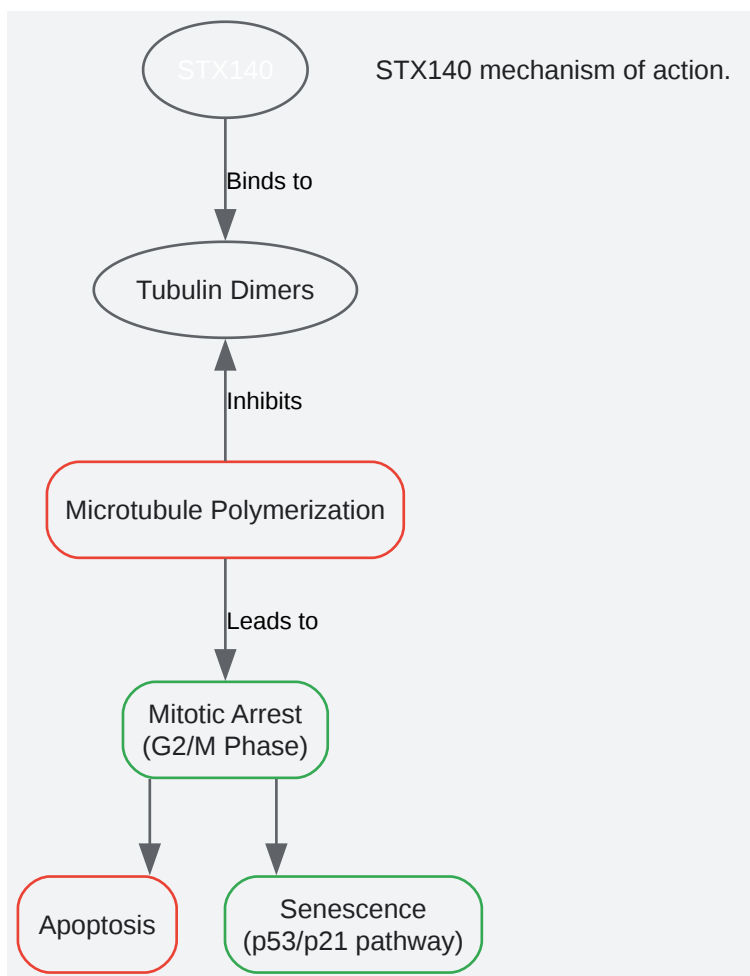 STX140
STX140 mechanism of action.
Binds to
Tubulin Dimers
Inhibits
Microtubule Polymerization
Leads to
Mitotic Arrest
(G2/M Phase)
Apoptosis
Senescence
(p53/p21 pathway)